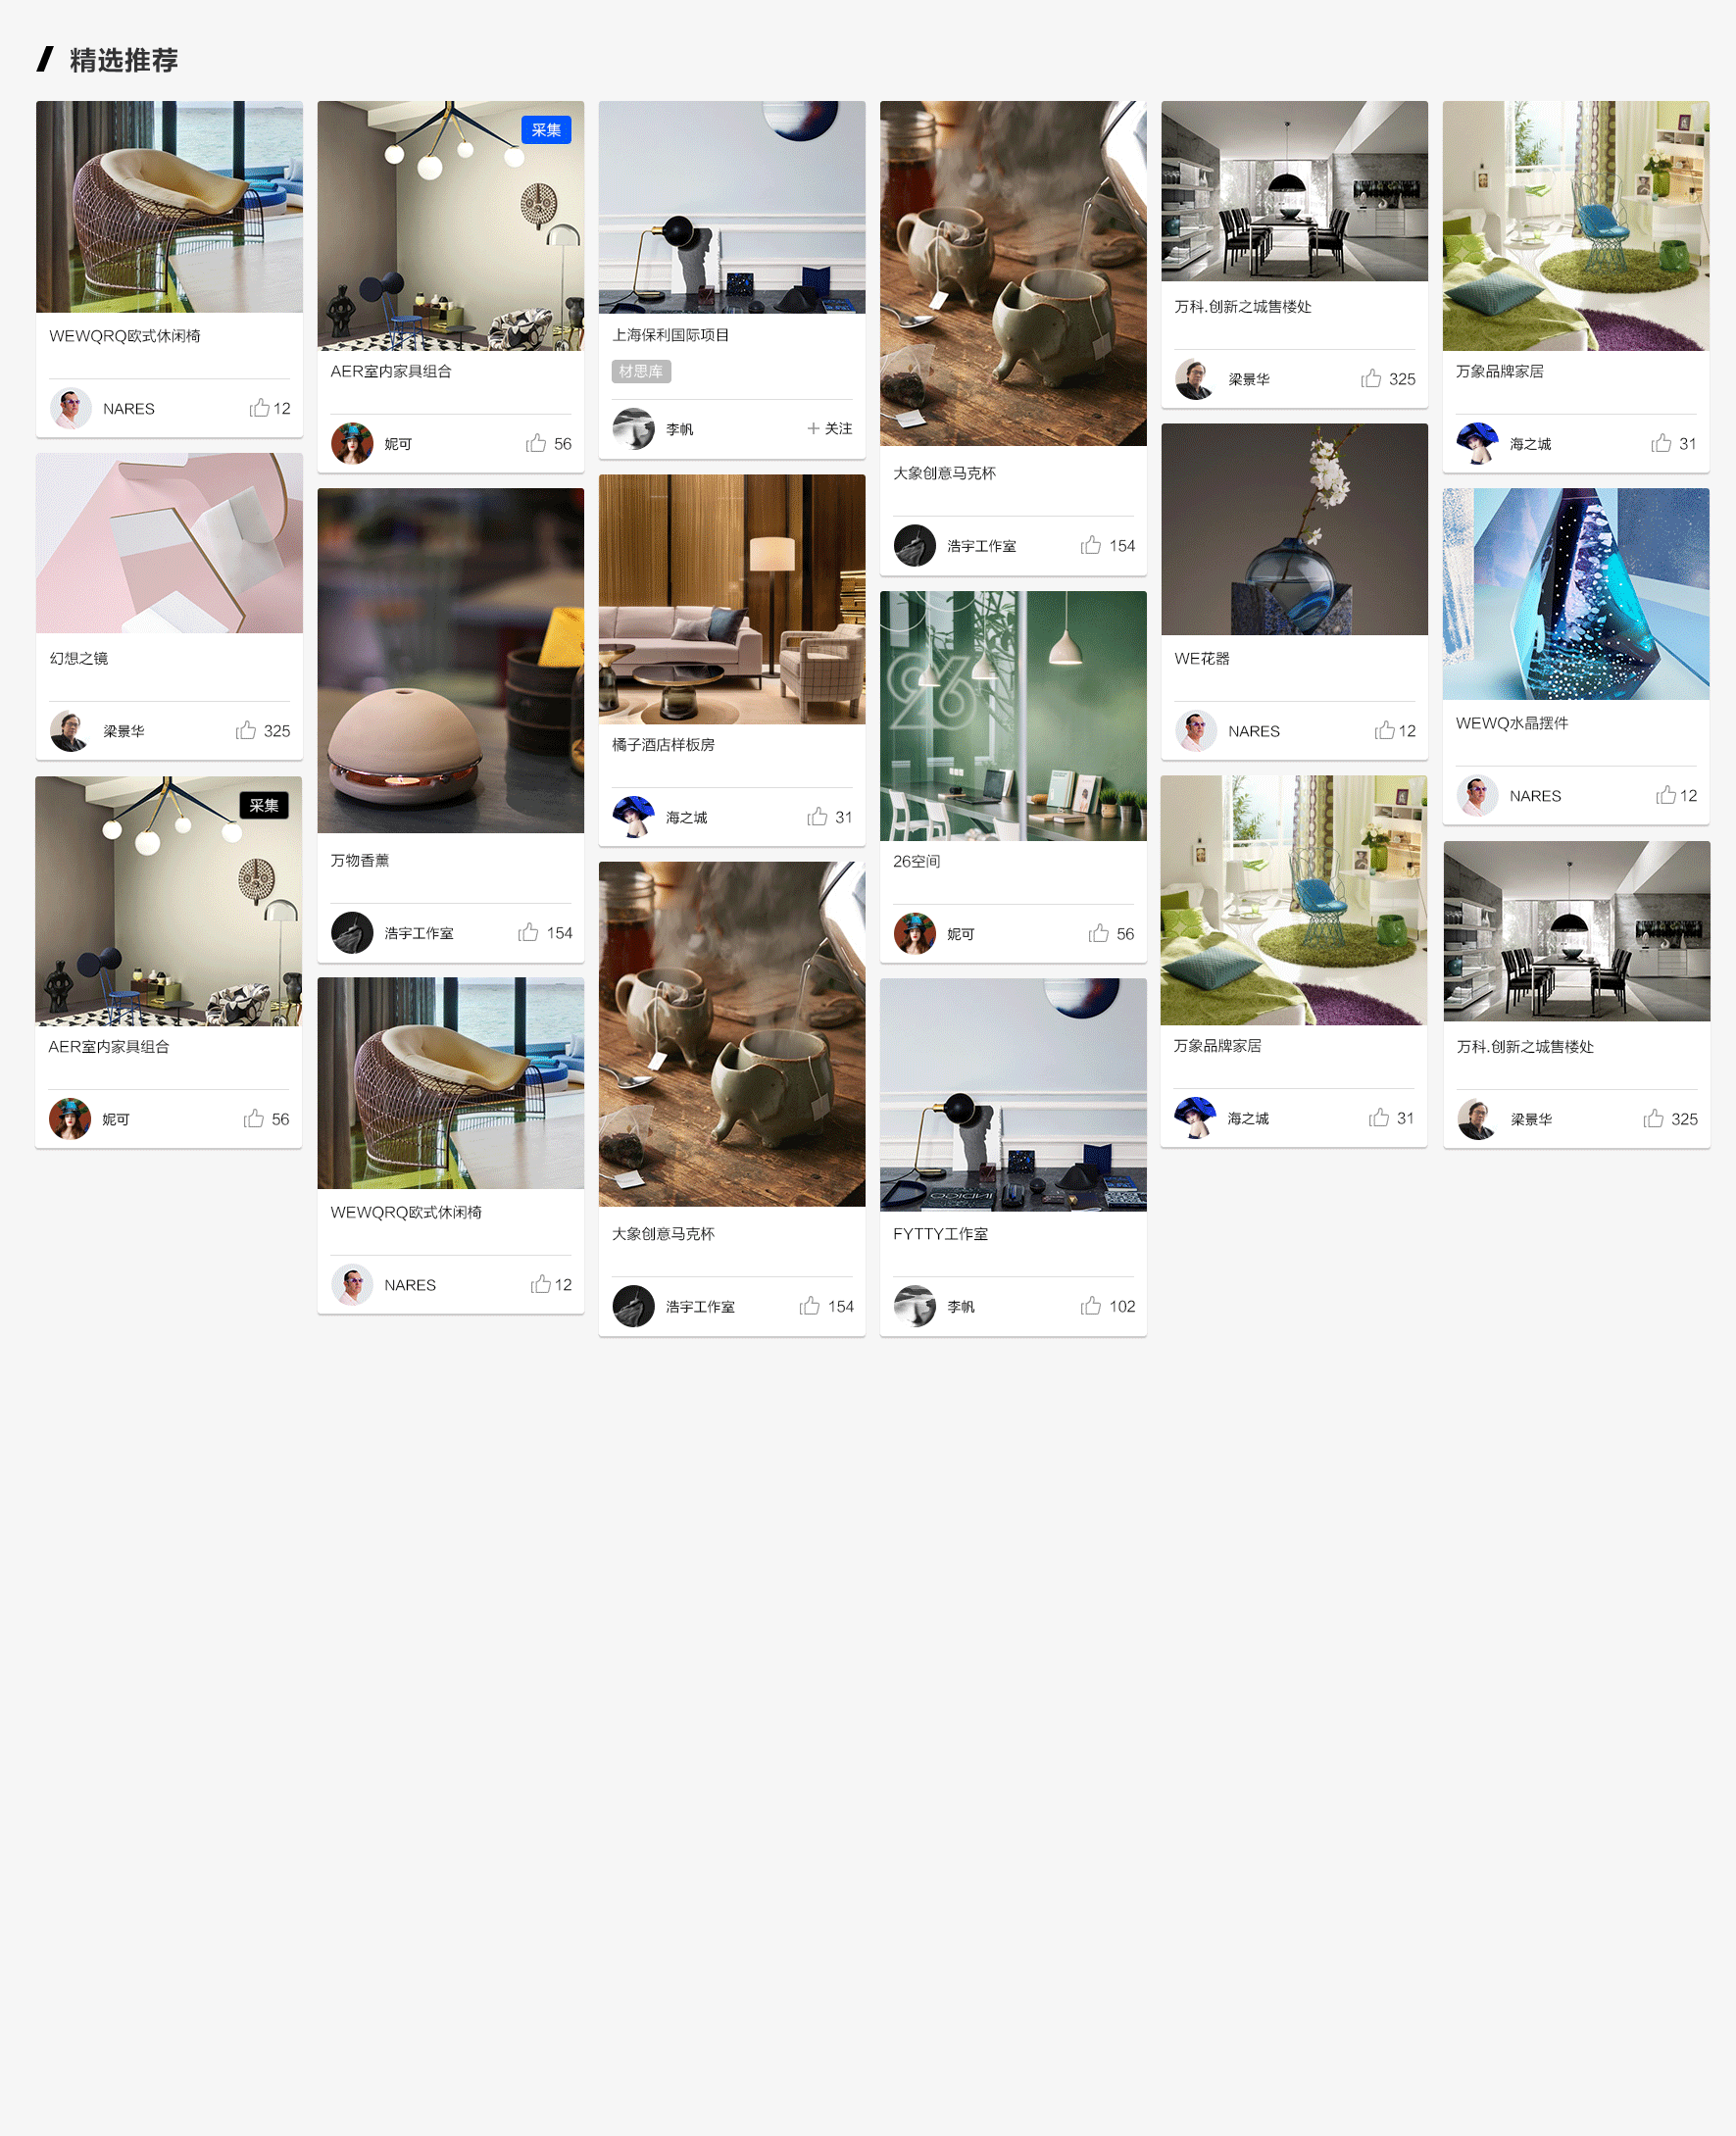 精选推荐
WEWQRQ欧式休闲椅
NARES
12
幻想之镜
梁景华
325
采集
AER室内家具组合
妮可
56
采集
AER室内家具组合
妮可
56
万物香薰
浩宇工作室
154
WEWQRQ欧式休闲椅
NARES
12
上海保利国际项目
材思库
李帆
+ 关注
橘子酒店样板房
海之城
31
大象创意马克杯
浩宇工作室
154
大象创意马克杯
浩宇工作室
154
26
26空间
妮可
56
FYTTY工作室
李帆
102
万科.创新之城售楼处
梁景华
325
WE花器
NARES
12
万象品牌家居
海之城
31
万象品牌家居
海之城
31
WEWQ水晶摆件
NARES
12
万科.创新之城售楼处
梁景华
325